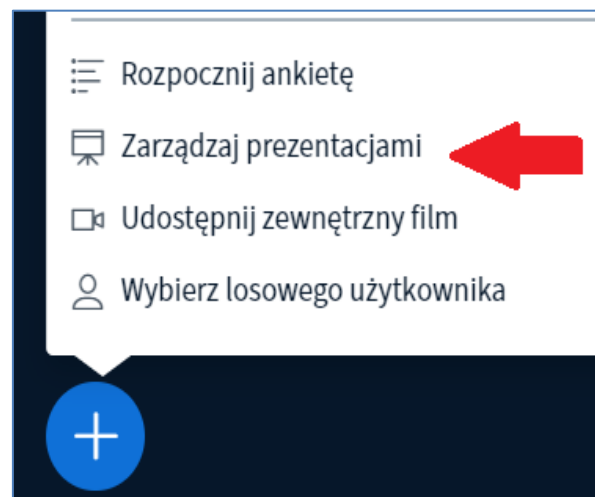 Rozpocznij ankietę
Zarządzaj prezentacjami
Udostępnij zewnętrzny film
Wybierz losowego użytkownika